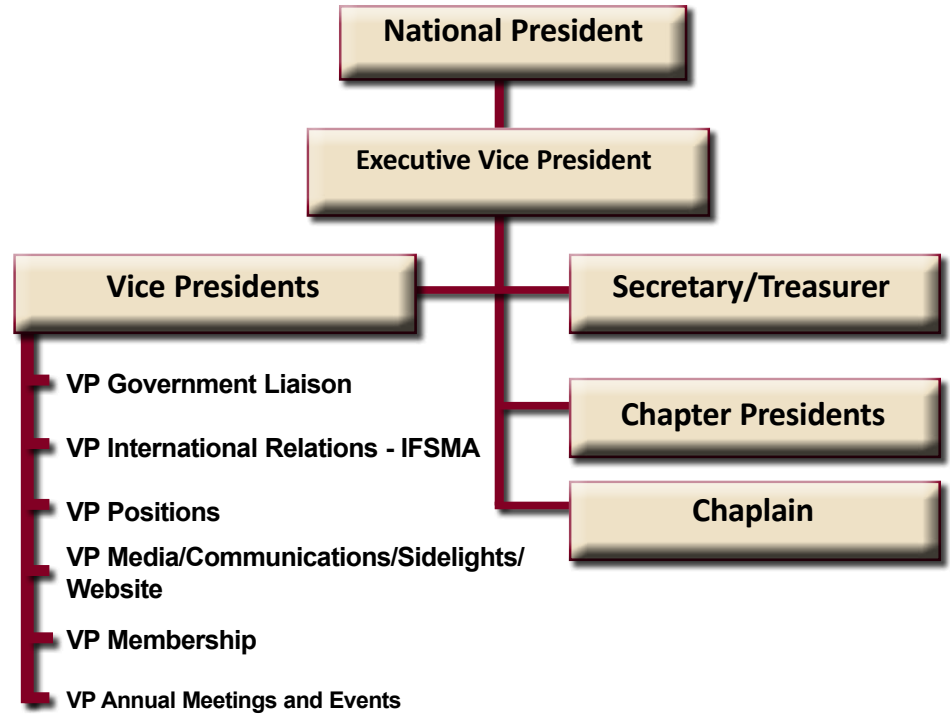 National President
Executive Vice President
Vice Presidents
Secretary/Treasurer
VP Government Liaison
VP International Relations - IFSMA
VP Positions
VP Media/Communications/Sidelights/
Website
VP Membership
VP Annual Meetings and Events
Chapter Presidents
Chaplain